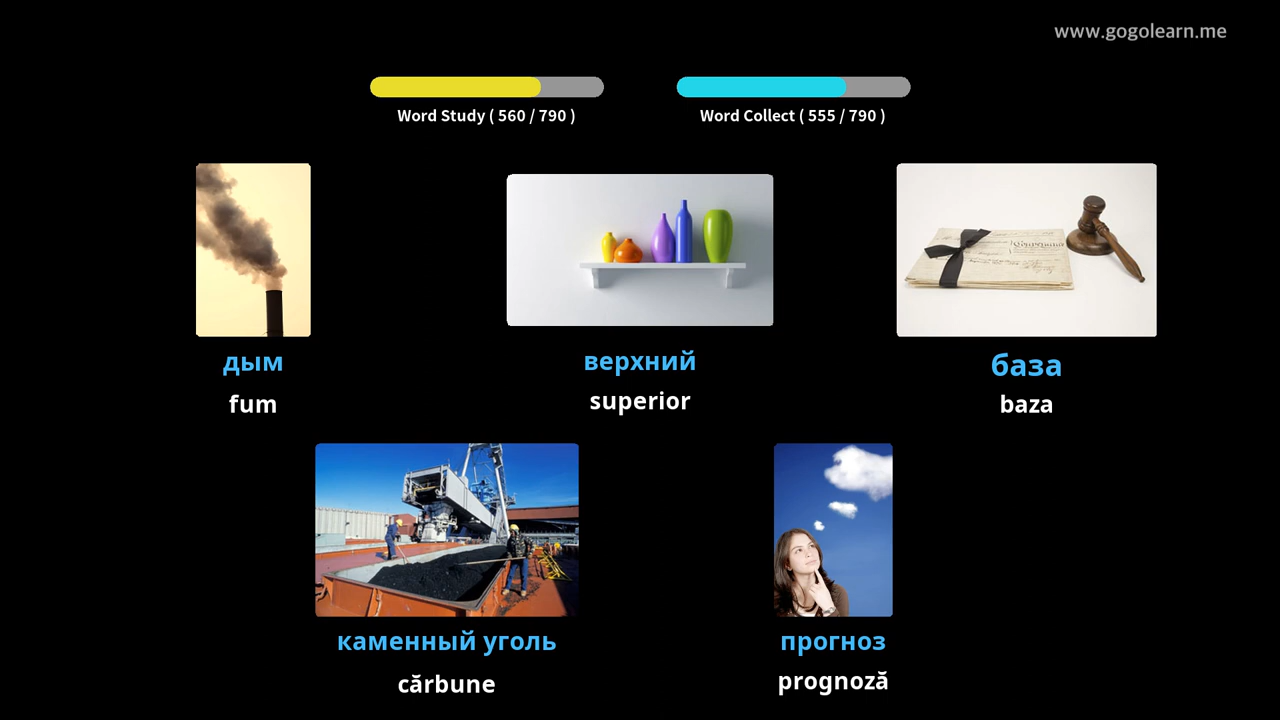 www.gogolearn.me
Word Study ( 560 / 790 )
Word Collect ( 555 / 790 )
дым
fum
верхний
superior
база
baza
каменный уголь
cărbune
прогноз
prognoză